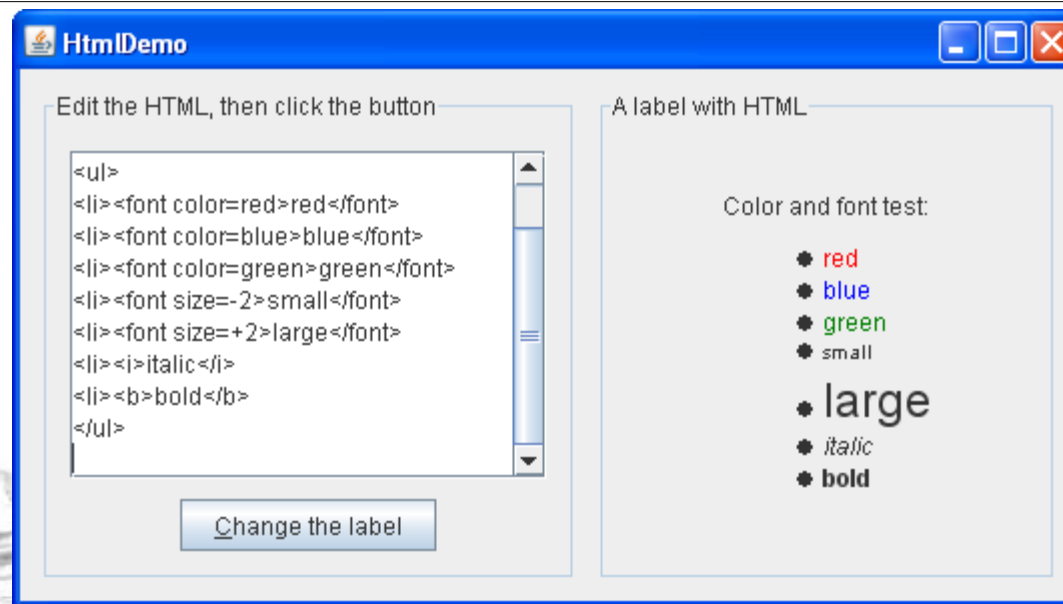 HtmlDemo
Edit the HTML, then click the button
<ul>
<li><font color=red>red</font>
<li><font color=blue>blue</font>
<li><font color=green>green</font>
<li><font size=-2>small</font>
<li><font size=+2>large</font>
<li><i>italic</i>
<li><b>bold</b>
</ul>
Change the label
A label with HTML
Color and font test:
red
blue
green
small
large
italic
bold